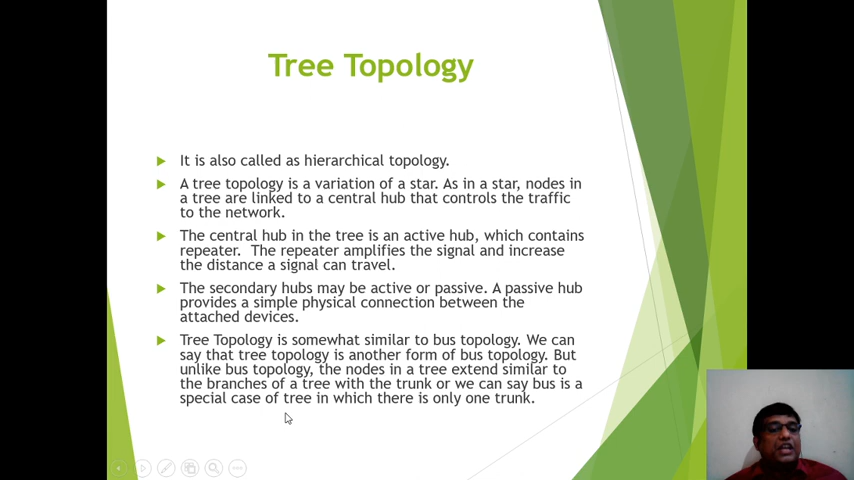 Tree Topology
It is also called as hierarchical topology.
A tree topology is a variation of a star. As in a star, nodes in
a tree are linked to a central hub that controls the traffic
to the network.
The central hub in the tree is an active hub, which contains
repeater. The repeater amplifies the signal and increase
the distance a signal can travel.
The secondary hubs may be active or passive. A passive hub
provides a simple physical connection between the
attached devices.
Tree Topology is somewhat similar to bus topology. We can
say that tree topology is another form of bus topology. But
unlike bus topology, the nodes in a tree extend similar to
the branches of a tree with the trunk or we can say bus is a
special case of tree in which there is only one trunk.